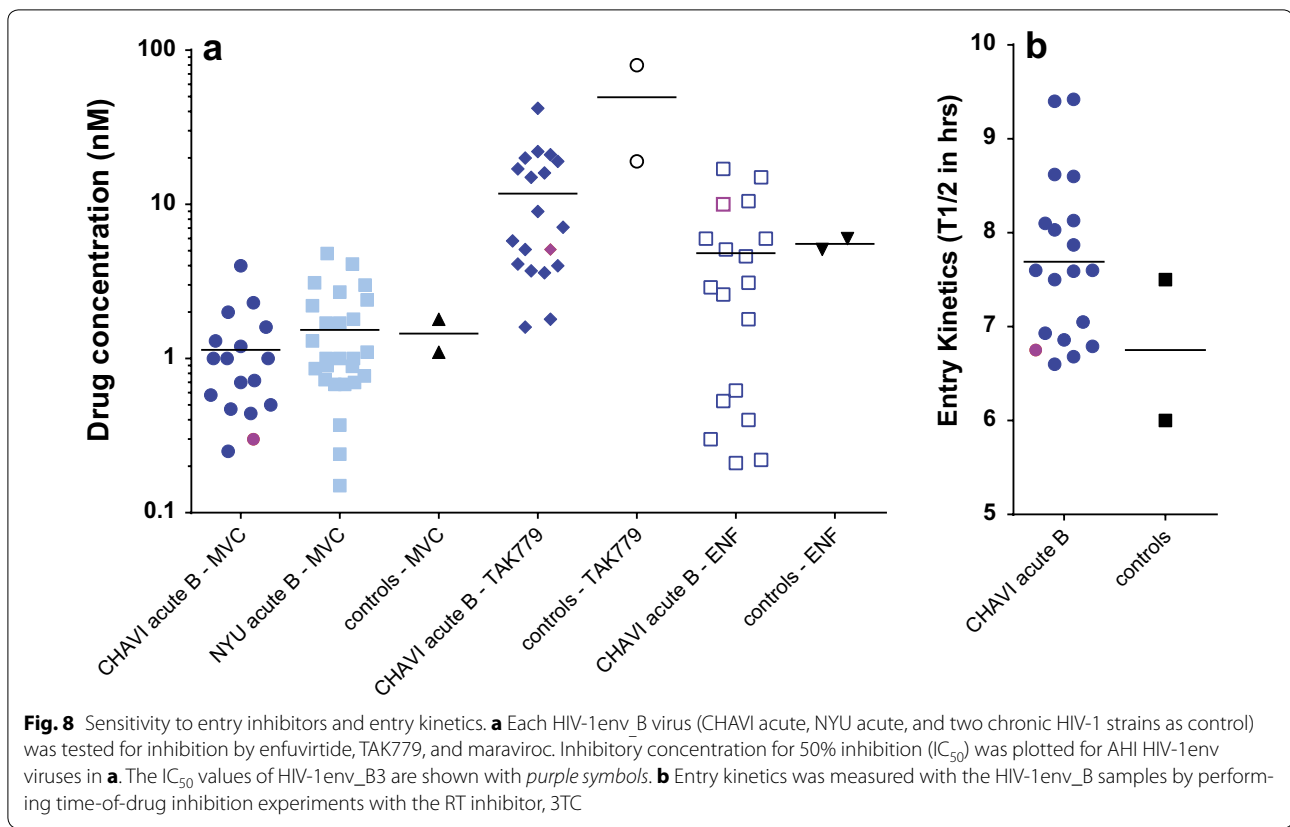 a
b
Drug concentration (nM)
100
10
1
0.1
CHAVI acute B - MVC
NYU acute B - MVC
controls - MVC
CHAVI acute B - TAK779
controls - TAK779
CHAVI acute B - ENF
controls - ENF
Entry Kinetics (T1/2 in hrs)
10
9
8
7
6
5
CHAVI acute B
controls
Fig. 8 Sensitivity to entry inhibitors and entry kinetics. a Each HIV-1env_B virus (CHAVI acute, NYU acute, and two chronic HIV-1 strains as control)
was tested for inhibition by enfuvirtide, TAK779, and maraviroc. Inhibitory concentration for 50% inhibition (IC50) was plotted for AHI HIV-1env
viruses in a. The IC50 values of HIV-1env_B3 are shown with purple symbols. b Entry kinetics was measured with the HIV-1env_B samples by perform-
ing time-of-drug inhibition experiments with the RT inhibitor, 3TC